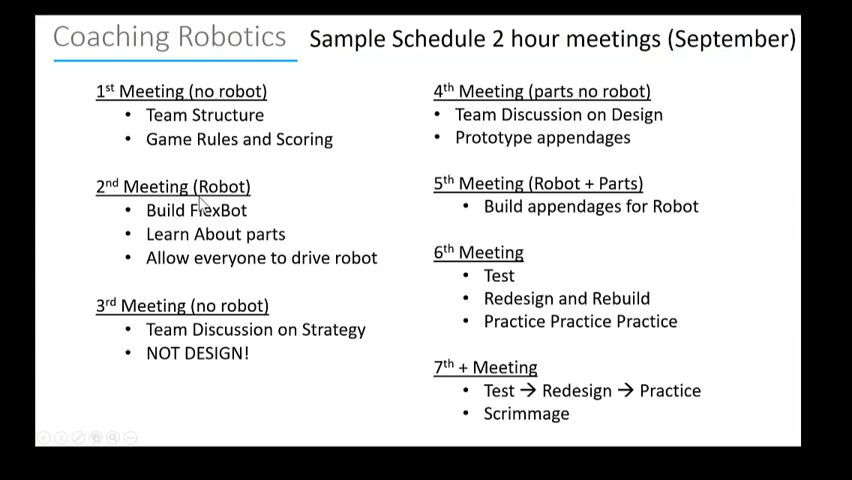 Coaching Robotics Sample Schedule 2 hour meetings (September)
1st Meeting (no robot)
• Team Structure
• Game Rules and Scoring
2nd Meeting (Robot)
• Build FlexBot
• Learn About parts
• Allow everyone to drive robot
3rd Meeting (no robot)
• Team Discussion on Strategy
• NOT DESIGN!
4th Meeting (parts no robot)
• Team Discussion on Design
• Prototype appendages
5th Meeting (Robot + Parts)
• Build appendages for Robot
6th Meeting
• Test
• Redesign and Rebuild
• Practice Practice Practice
7th + Meeting
• Test → Redesign → Practice
• Scrimmage